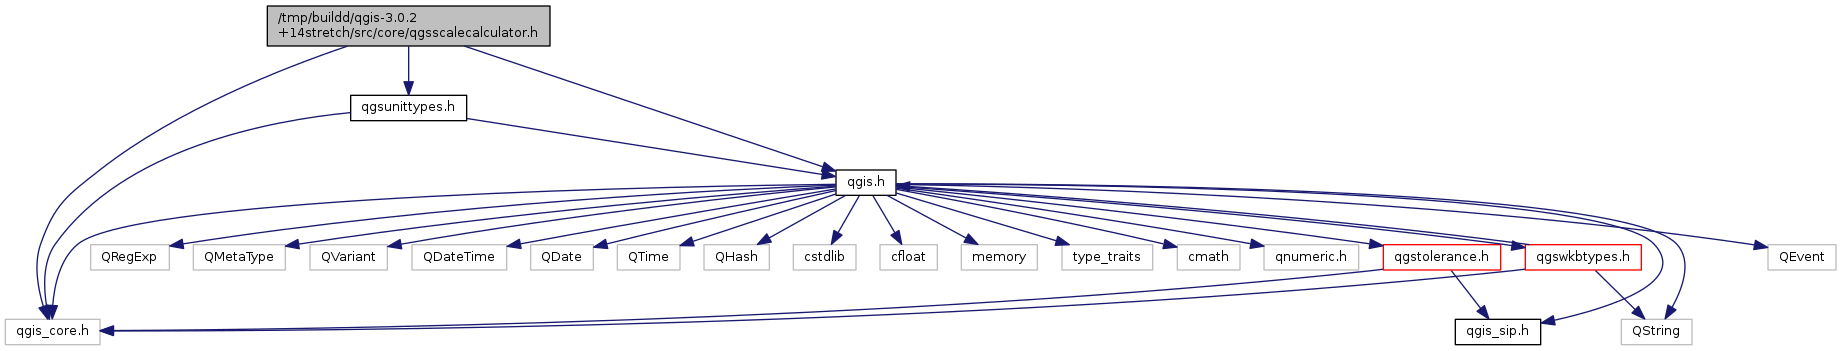 /tmp/buildd/qgis-3.0.2
+14stretch/src/core/qgsscalecalculator.h
qgsunittypes.h
qgis.h
QRegExp
QMetaType
QVariant
QDateTime
QDate
QTime
QHash
cstdlib
cfloat
memory
type_traits
cmath
qnumeric.h
qgstolerance.h
qgswkbtypes.h
QEvent
qgis_core.h
qgis_sip.h
QString